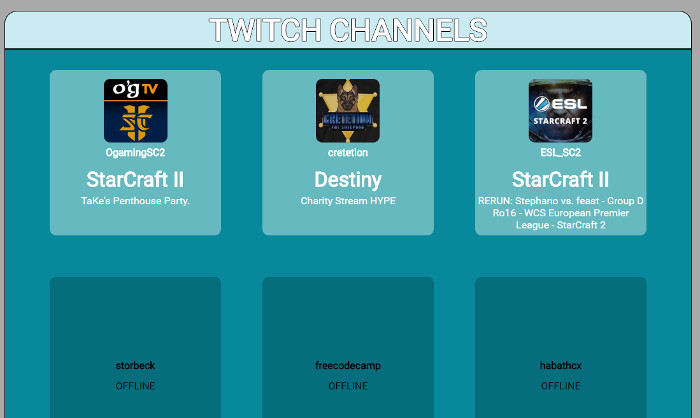 TWITCH CHANNELS
o'gTV
OgamingSC2
StarCraft II
TaKe's Penthouse Party.
CRETETION
cretetion
Destiny
Charity Stream HYPE
ESL
STARCRAFT 2
ESL_SC2
StarCraft II
RERUN: Stephano vs. feast - Group D
Ro16 - WCS European Premier
League - StarCraft 2
storbeck
OFFLINE
freecodecamp
OFFLINE
habathcx
OFFLINE